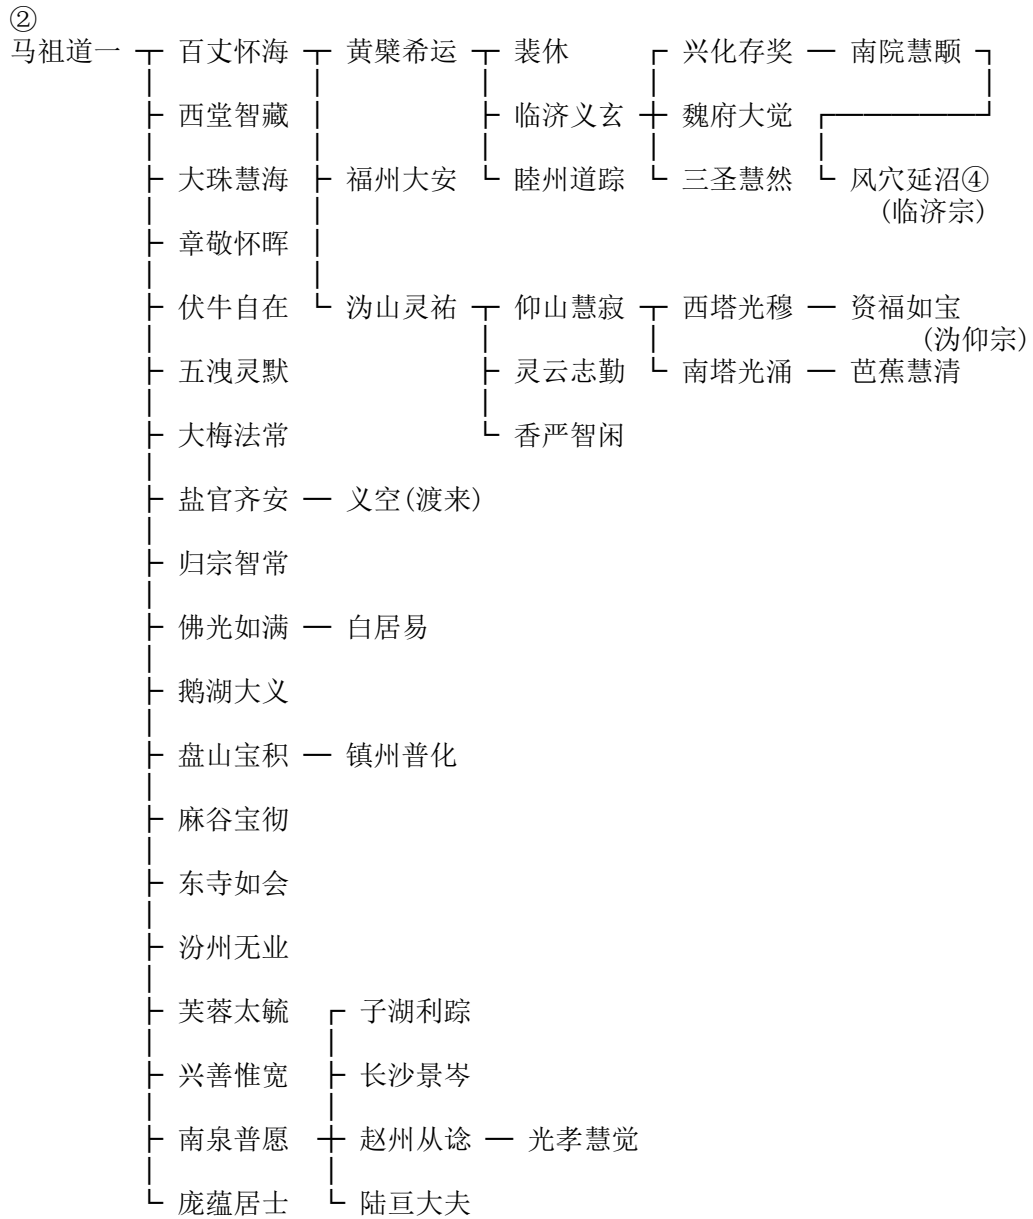 ②
马祖道一 百丈怀海 黄檗希运 裴休 兴化存奖 南院慧颙
西堂智藏 临济义玄 魏府大觉
大珠慧海 福州大安 睦州道踪 三圣慧然 风穴延沼④
(临济宗)
章敬怀晖
伏牛自在 沩山灵祐 仰山慧寂 西塔光穆 资福如宝
(沩仰宗)
五洩灵默 灵云志勤 南塔光涌 芭蕉慧清
大梅法常 香严智闲
盐官齐安 义空(渡来)
归宗智常
佛光如满 白居易
鹅湖大义
盘山宝积 镇州普化
麻谷宝彻
东寺如会
汾州无业
芙蓉太毓 子湖利踪
兴善惟宽 长沙景岑
南泉普愿 赵州从谂 光孝慧觉
庞蕴居士 陆亘大夫